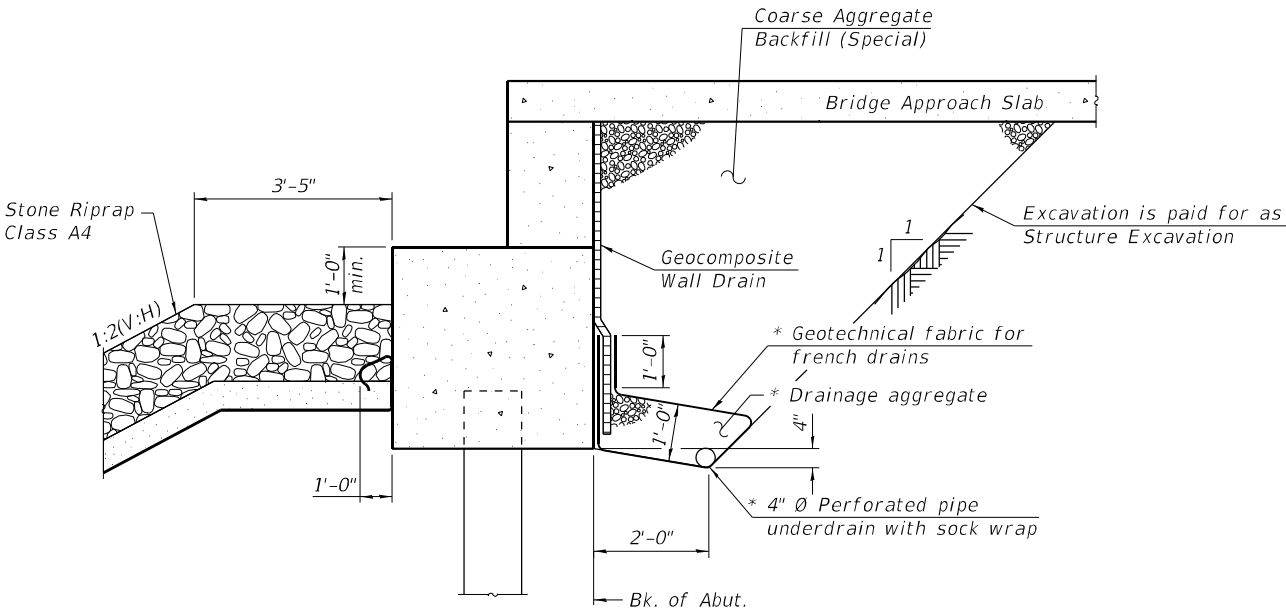 Coarse Aggregate
Backfill (Special)
Bridge Approach Slab
3'-5"
Stone Riprap
Class A4
1'-0"
min.
1:2(V:H)
Geocomposite
Wall Drain
1
1
Excavation is paid for as
Structure Excavation
* Geotechnical fabric for
french drains
1'-0"
* Drainage aggregate
1'-0"
4"
1'-0"
* 4" Ø Perforated pipe
underdrain with sock wrap
2'-0"
Bk. of Abut.